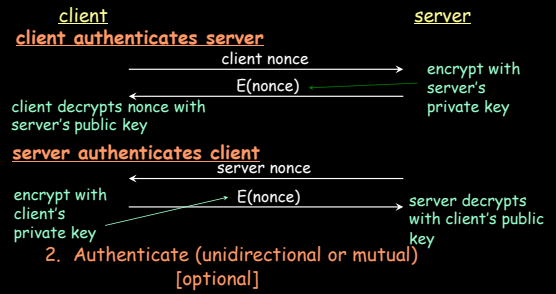 client
server
client authenticates server
client nonce
encrypt with
server's
private key
E(nonce)
client decrypts nonce with
server's public key
server authenticates client
server nonce
encrypt with
client's
private key
E(nonce)
server decrypts
with client's public
key
2. Authenticate (unidirectional or mutual)
[optional]